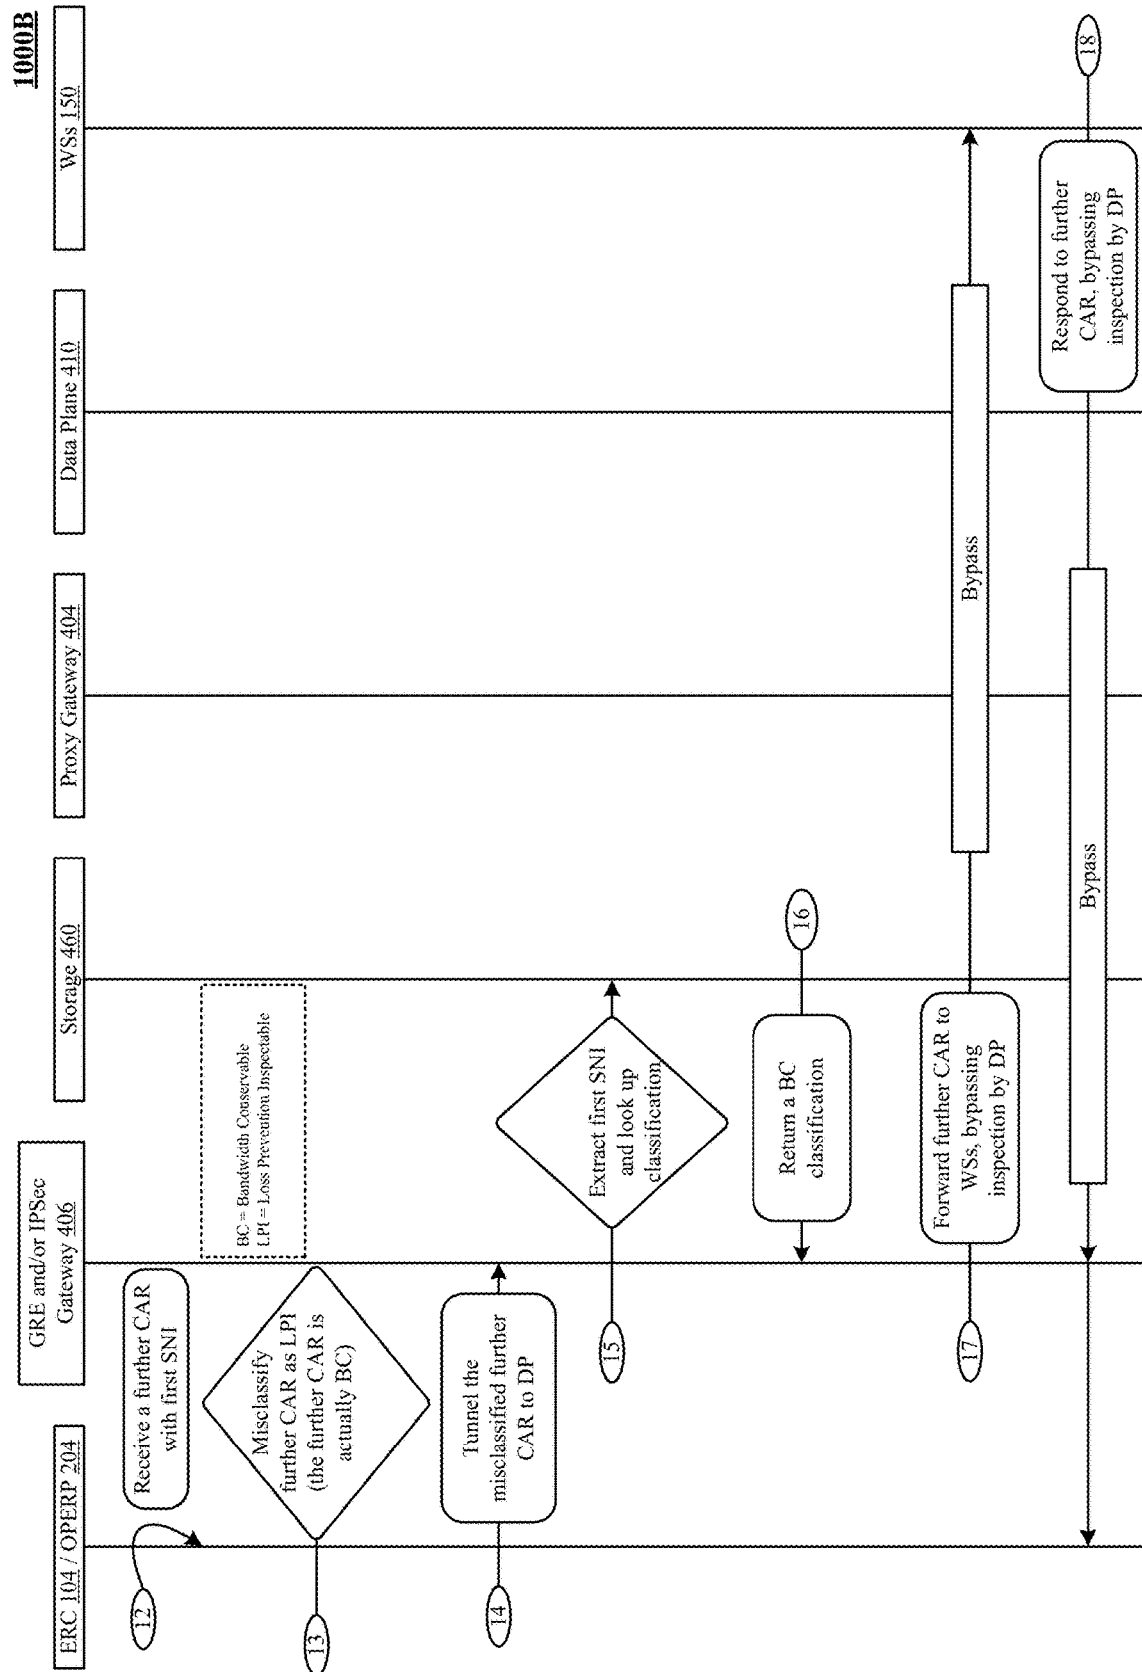 1000B
ERC 104 / OPERP 204
GRE and/or IPSec
Gateway 406
Storage 460
Proxy Gateway 404
Data Plane 410
WSs 150
12
Receive a further CAR
with first SNI
BC = Bandwidth Conservable
LPI = Loss Prevention Inspectable
13
Misclassify
further CAR as LPI
(the further CAR is
actually BC)
14
Tunnel the
misclassified further
CAR to DP
15
Extract first SNI
and look up
classification
16
Return a BC
classification
17
Forward further CAR to
WSs, bypassing
inspection by DP
Bypass
18
Respond to further
CAR, bypassing
inspection by DP
Bypass